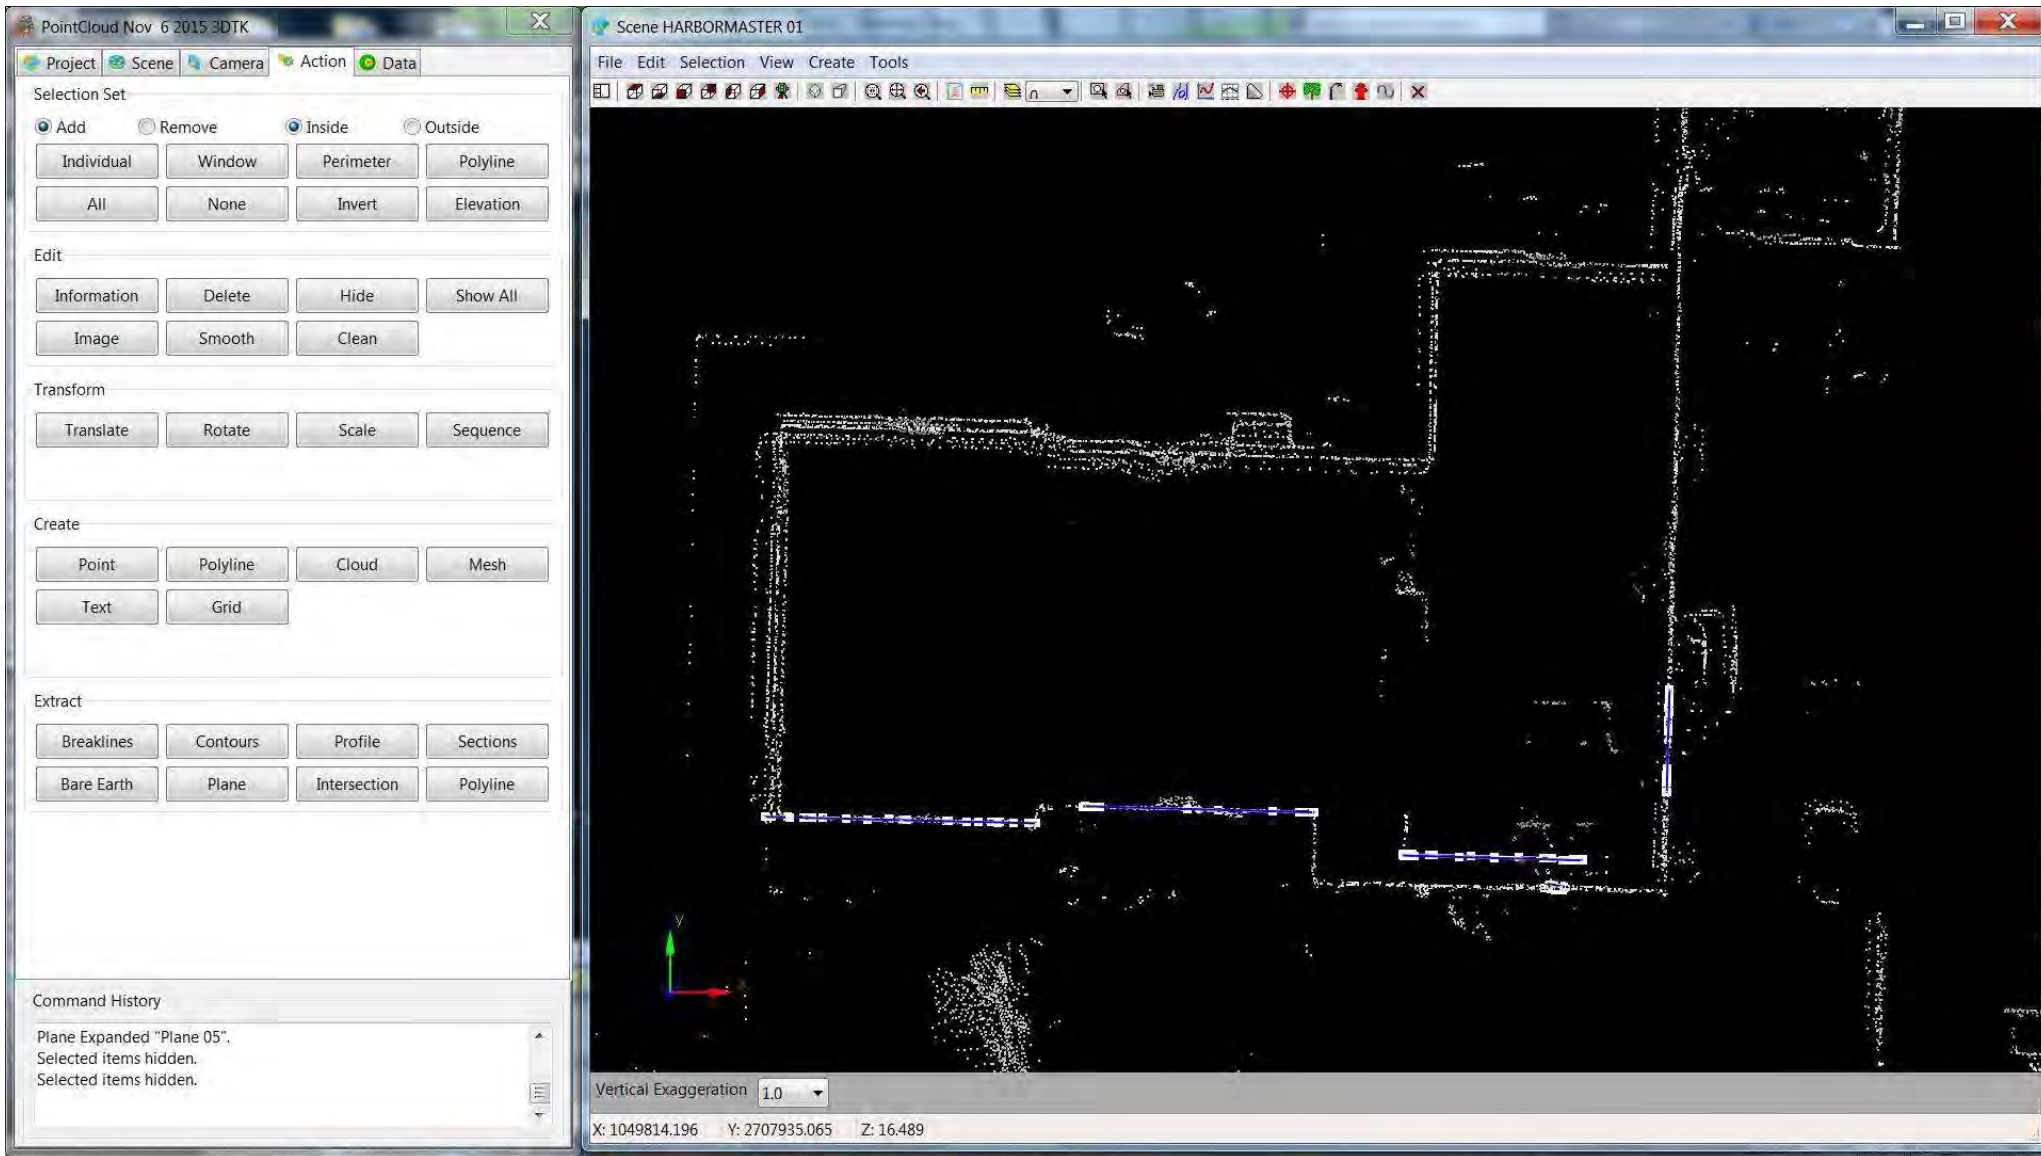 PointCloud Nov 6 2015 3DTK
Project Scene Camera Action Data
Selection Set
Add Remove Inside Outside
Individual Window Perimeter Polyline
All None Invert Elevation
Edit
Information Delete Hide Show All
Image Smooth Clean
Transform
Translate Rotate Scale Sequence
Create
Point Polyline Cloud Mesh
Text Grid
Extract
Breaklines Contours Profile Sections
Bare Earth Plane Intersection Polyline
Command History
Plane Expanded "Plane 05".
Selected items hidden.
Selected items hidden.
Scene HARBORMASTER 01
File Edit Selection View Create Tools
y
x
Vertical Exaggeration 1.0
X: 1049814.196 Y: 2707935.065 Z: 16.489